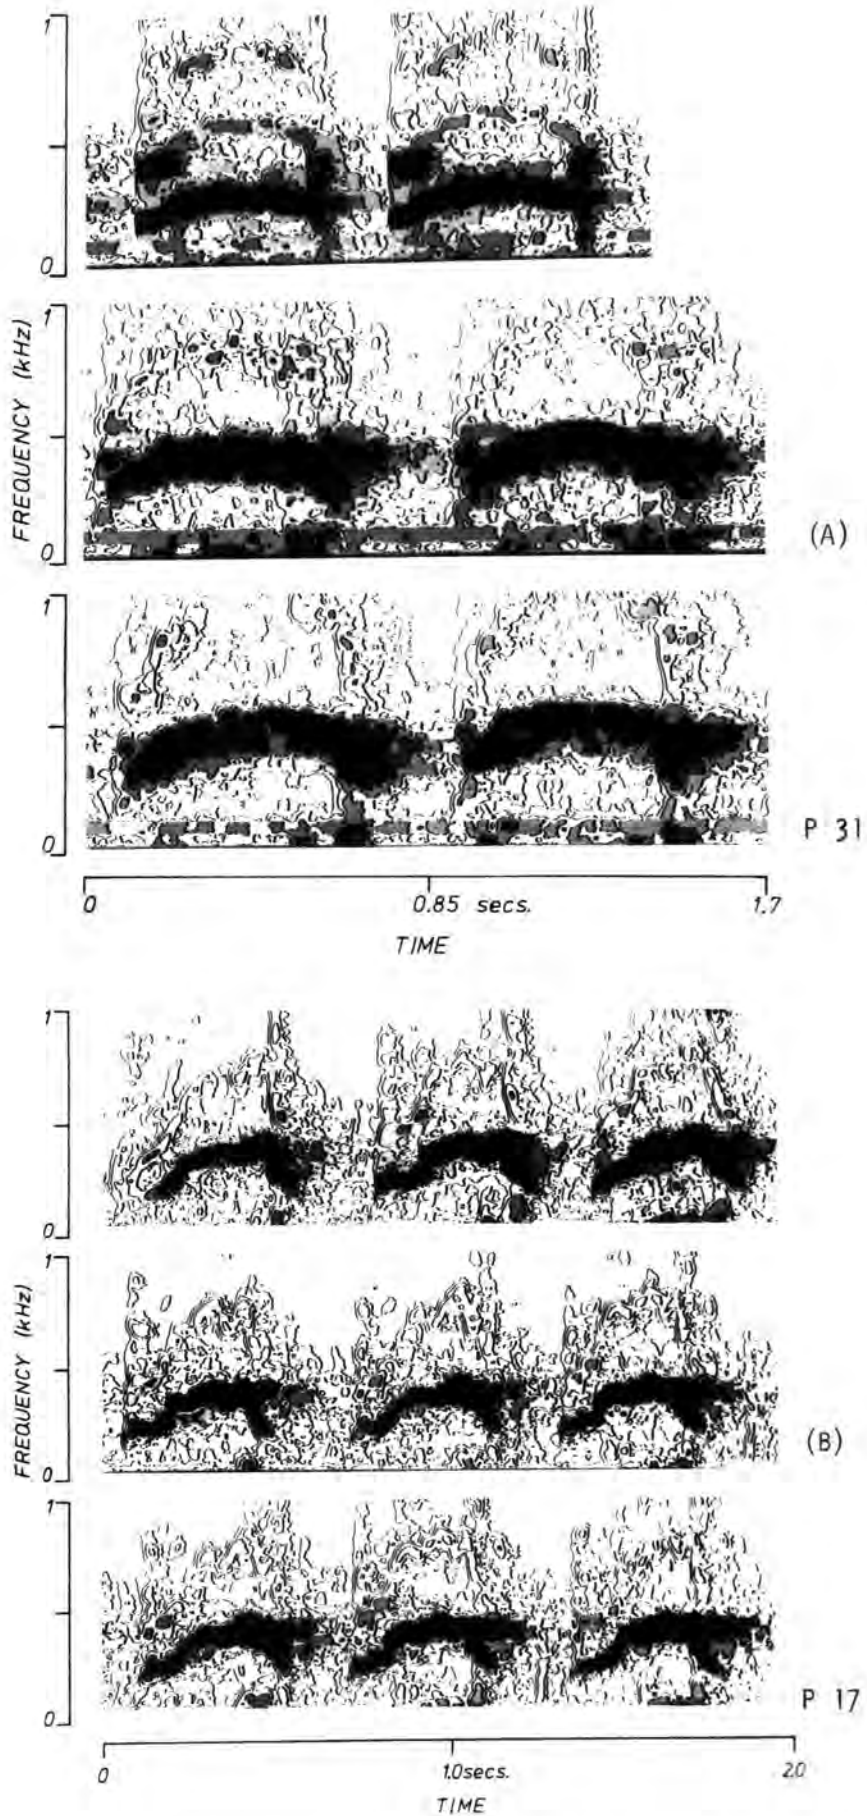 1
0
1
FREQUENCY (kHz)
0
(A)
1
0
P 31
0 0.85 secs. 1.7
TIME
1
0
1
FREQUENCY (kHz)
0
(B)
1
0
P 17
0 1.0secs. 2.0
TIME